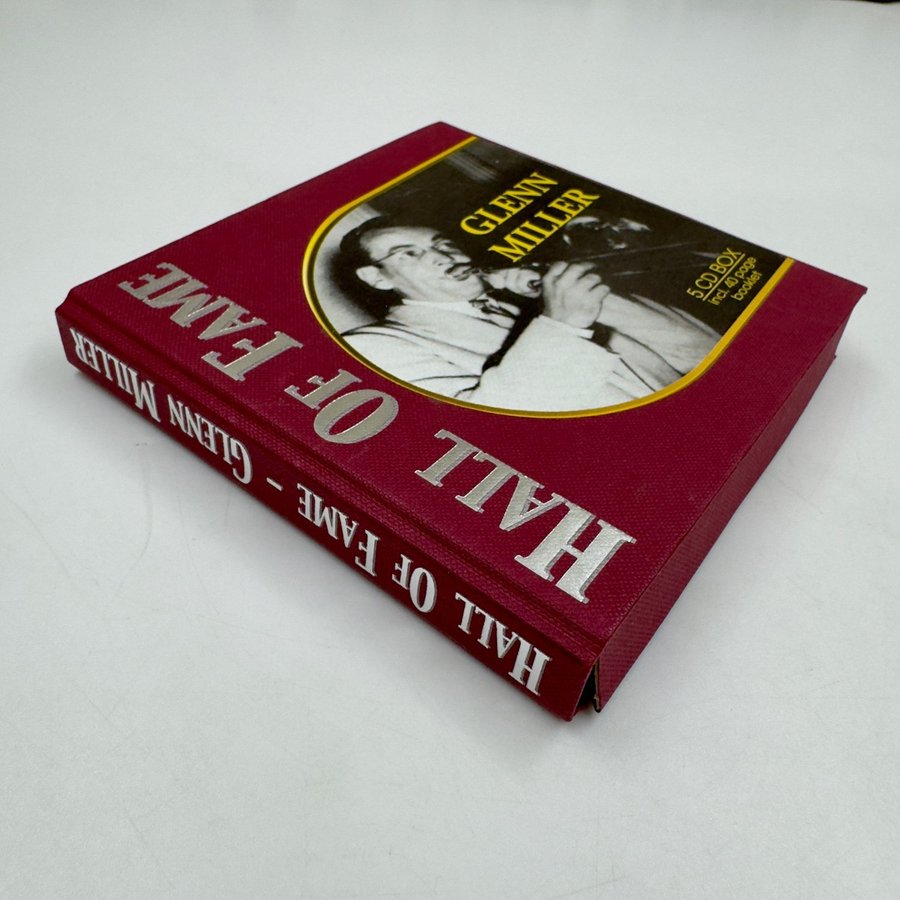 GLENN
MILLER
5 CD BOX
incl. 40 page
booklet
HALL OF FAME
HALL OF FAME - GLENN MILLER